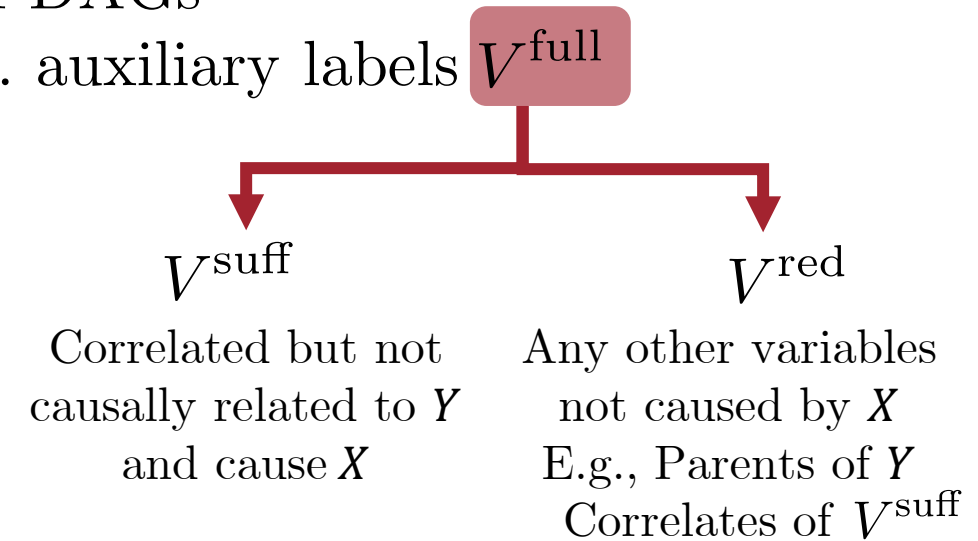 DAGs
. auxiliary labels V^full
V^suff
Correlated but not
causally related to Y
and cause X
V^red
Any other variables
not caused by X
E.g., Parents of Y
Correlates of V^suff